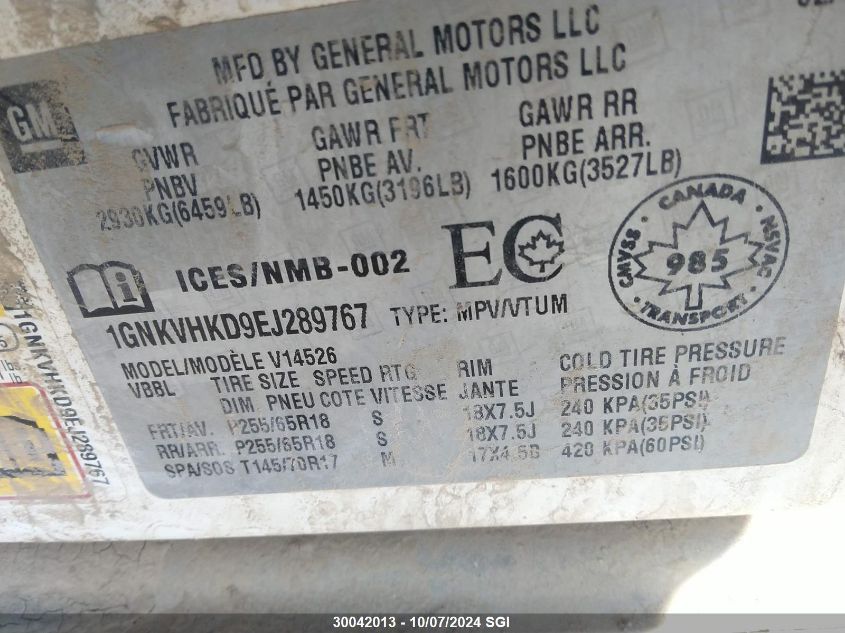 MFD BY GENERAL MOTORS LLC
FABRIQUÉ PAR GENERAL MOTORS LLC
GM
GVWR GAWR FRT GAWR RR
PNBV PNBE AV. PNBE ARR.
2930KG(6459LB) 1450KG(3196LB) 1600KG(3527LB)
ICES/NMB-002 EC
CANADA
CMVSS 985 NSVAC
TRANSPORT
1GNKVHKD9EJ289767 TYPE: MPV/VTUM
MODEL/MODÈLE V14526
VBBL TIRE SIZE SPEED RTG RIM COLD TIRE PRESSURE
DIM PNEU COTE VITESSE JANTE PRESSION À FROID
FRT/AV. P255/65R18 S 18X7.5J 240 KPA(35PSI)
RR/ARR. P255/65R18 S 18X7.5J 240 KPA(35PSI)
SPA/SOS T145/70R17 M 17X4.5B 420 KPA(60PSI)
1GNKVHKD9EJ289767
30042013 - 10/07/2024 SGI